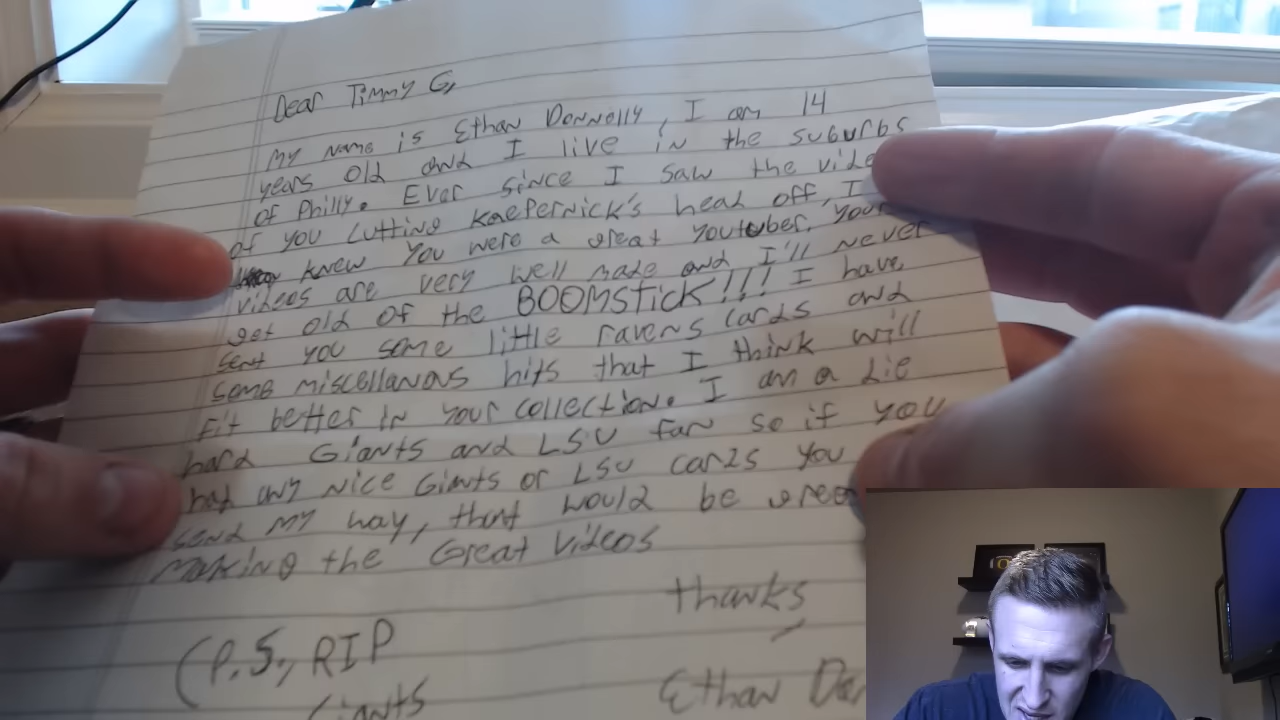 Dear Timmy G,
My name is Ethan Donnelly, I am 14
years old and I live in the suburbs
of Philly. Ever since I saw the vide
of you cutting Kaepernick's head off, I
knew you were a great youtuber. Your
videos are very well made and I'll never
get old of the BOOMSTICK!!! I have
sent you some little ravens cards and
some miscellanous hits that I think will
fit better in your collection. I am a die
hard Giants and LSU fan so if you
had any nice Giants or LSU cards you
send my way, that would be grea
making the Great videos
thanks
(P.S., RIP
Giants
Ethan Do